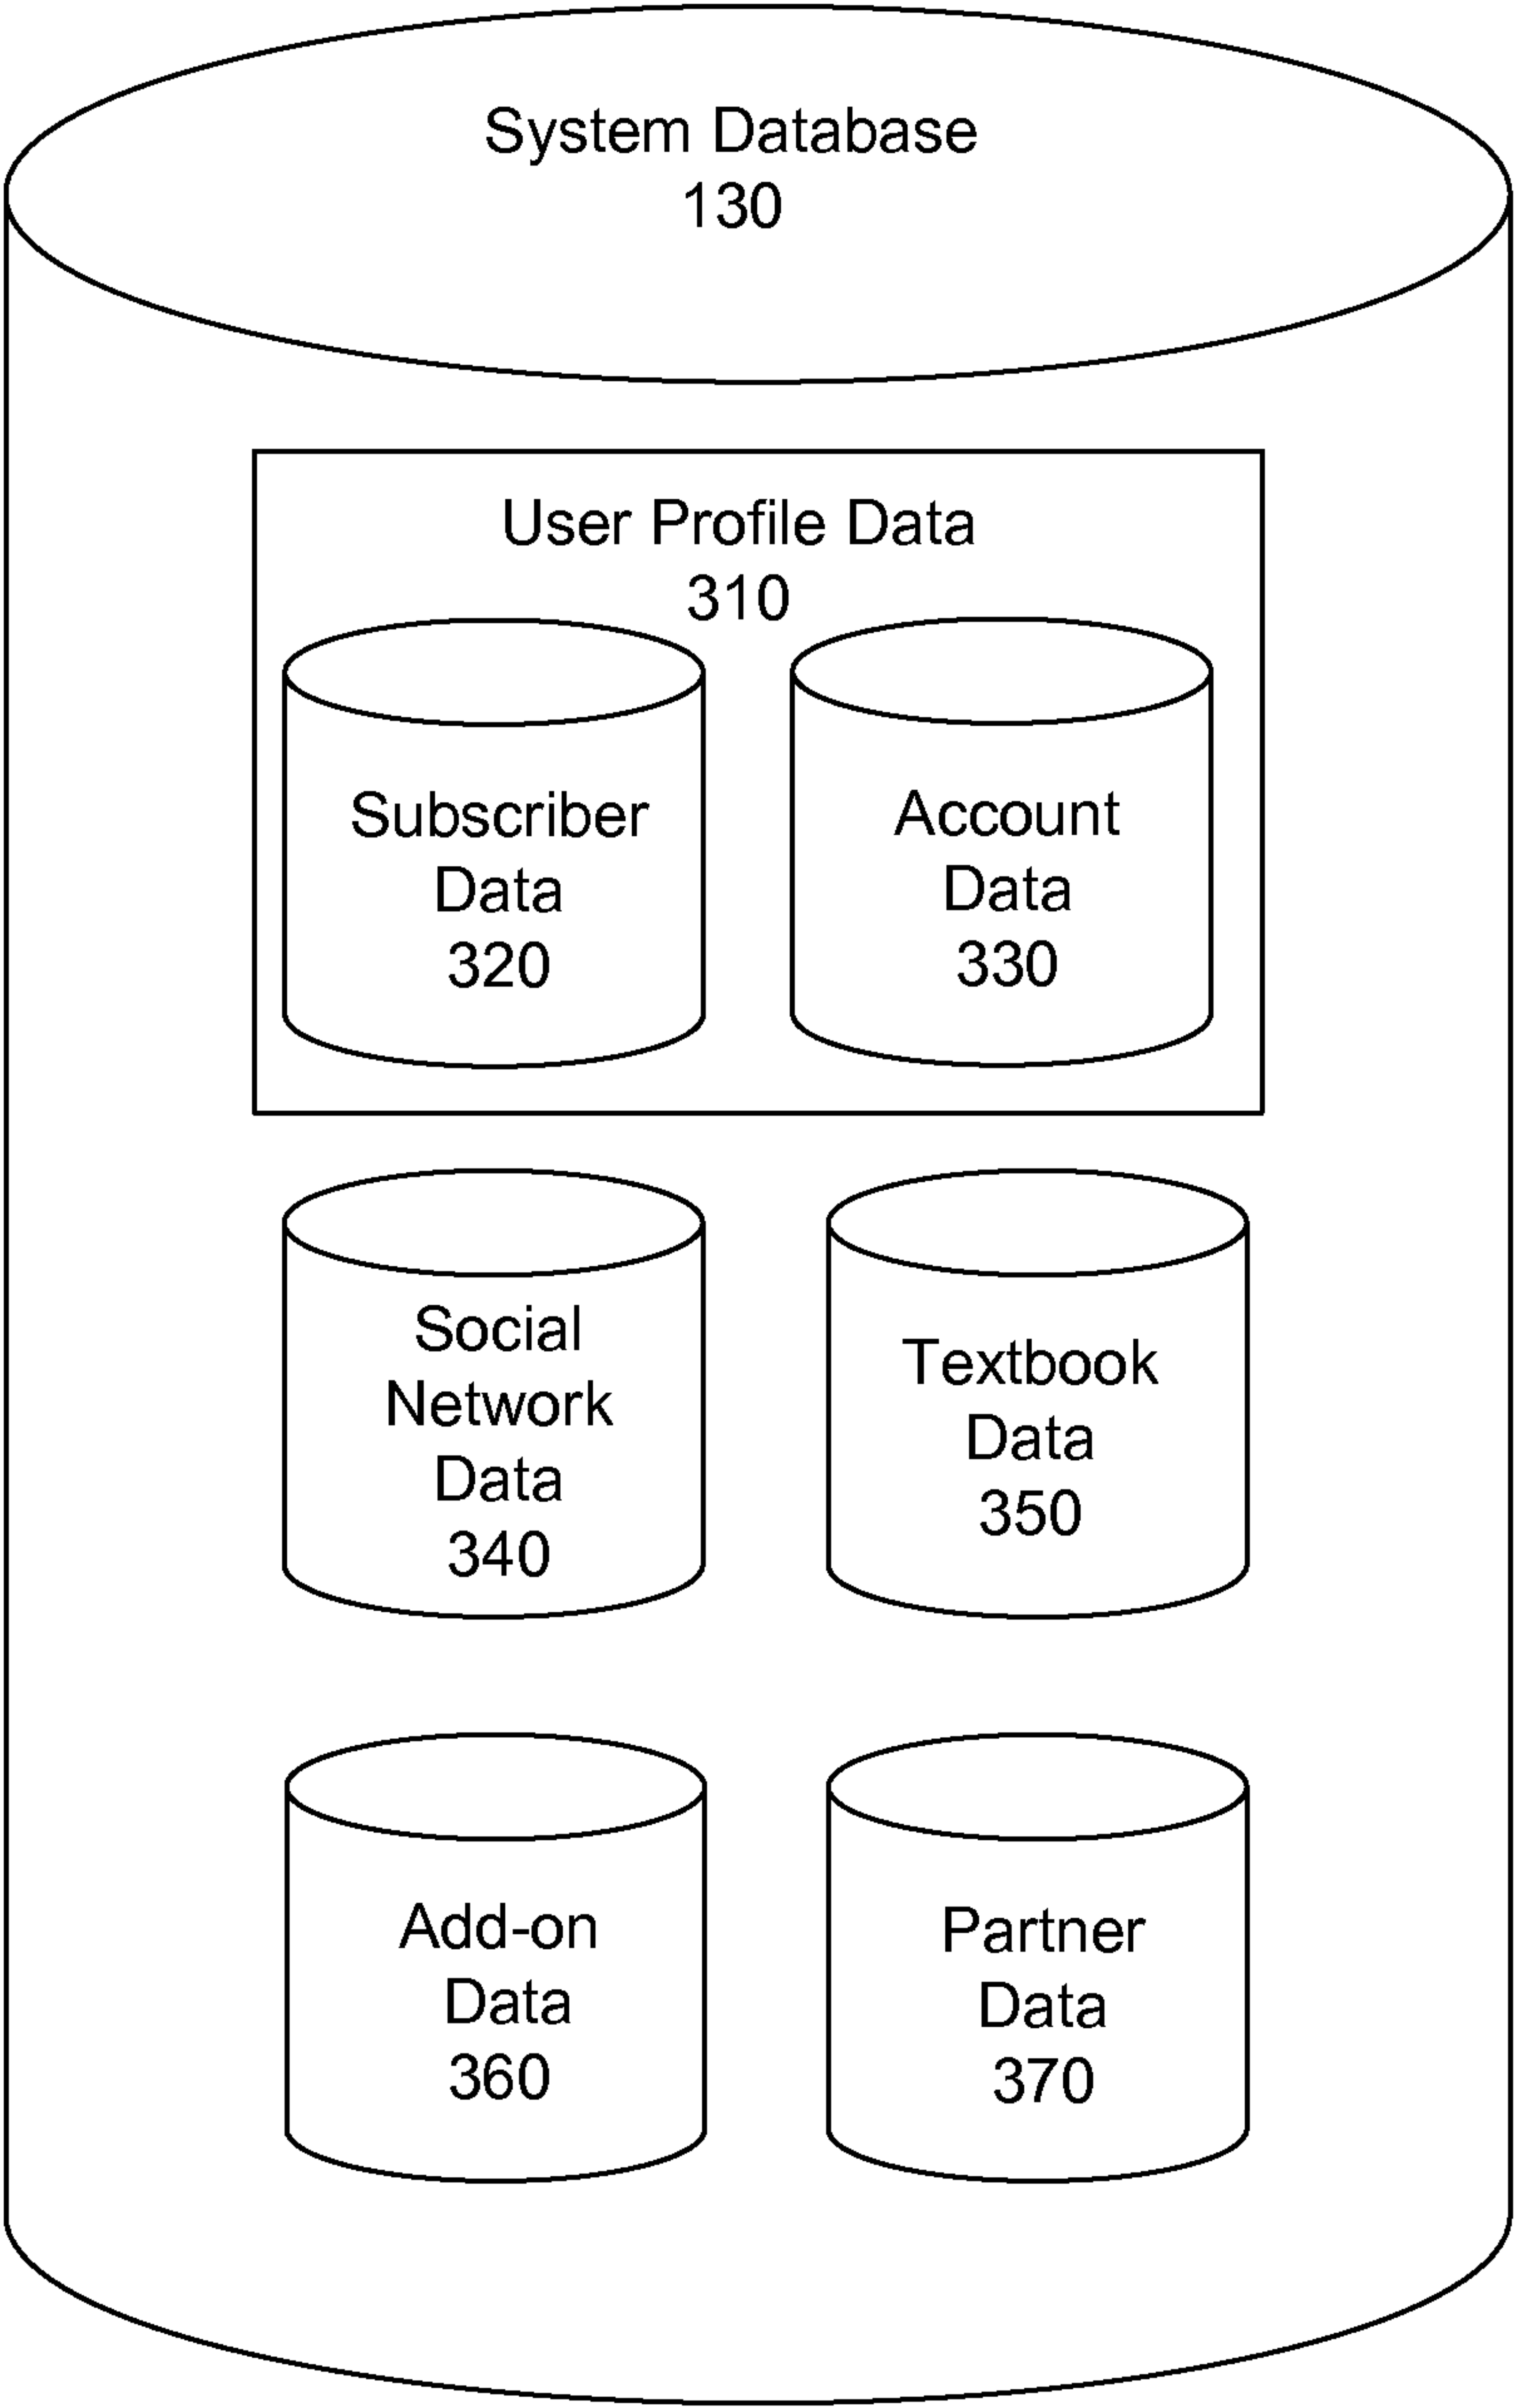 System Database
130
User Profile Data
310
Subscriber
Data
320
Account
Data
330
Social
Network
Data
340
Textbook
Data
350
Add-on
Data
360
Partner
Data
370